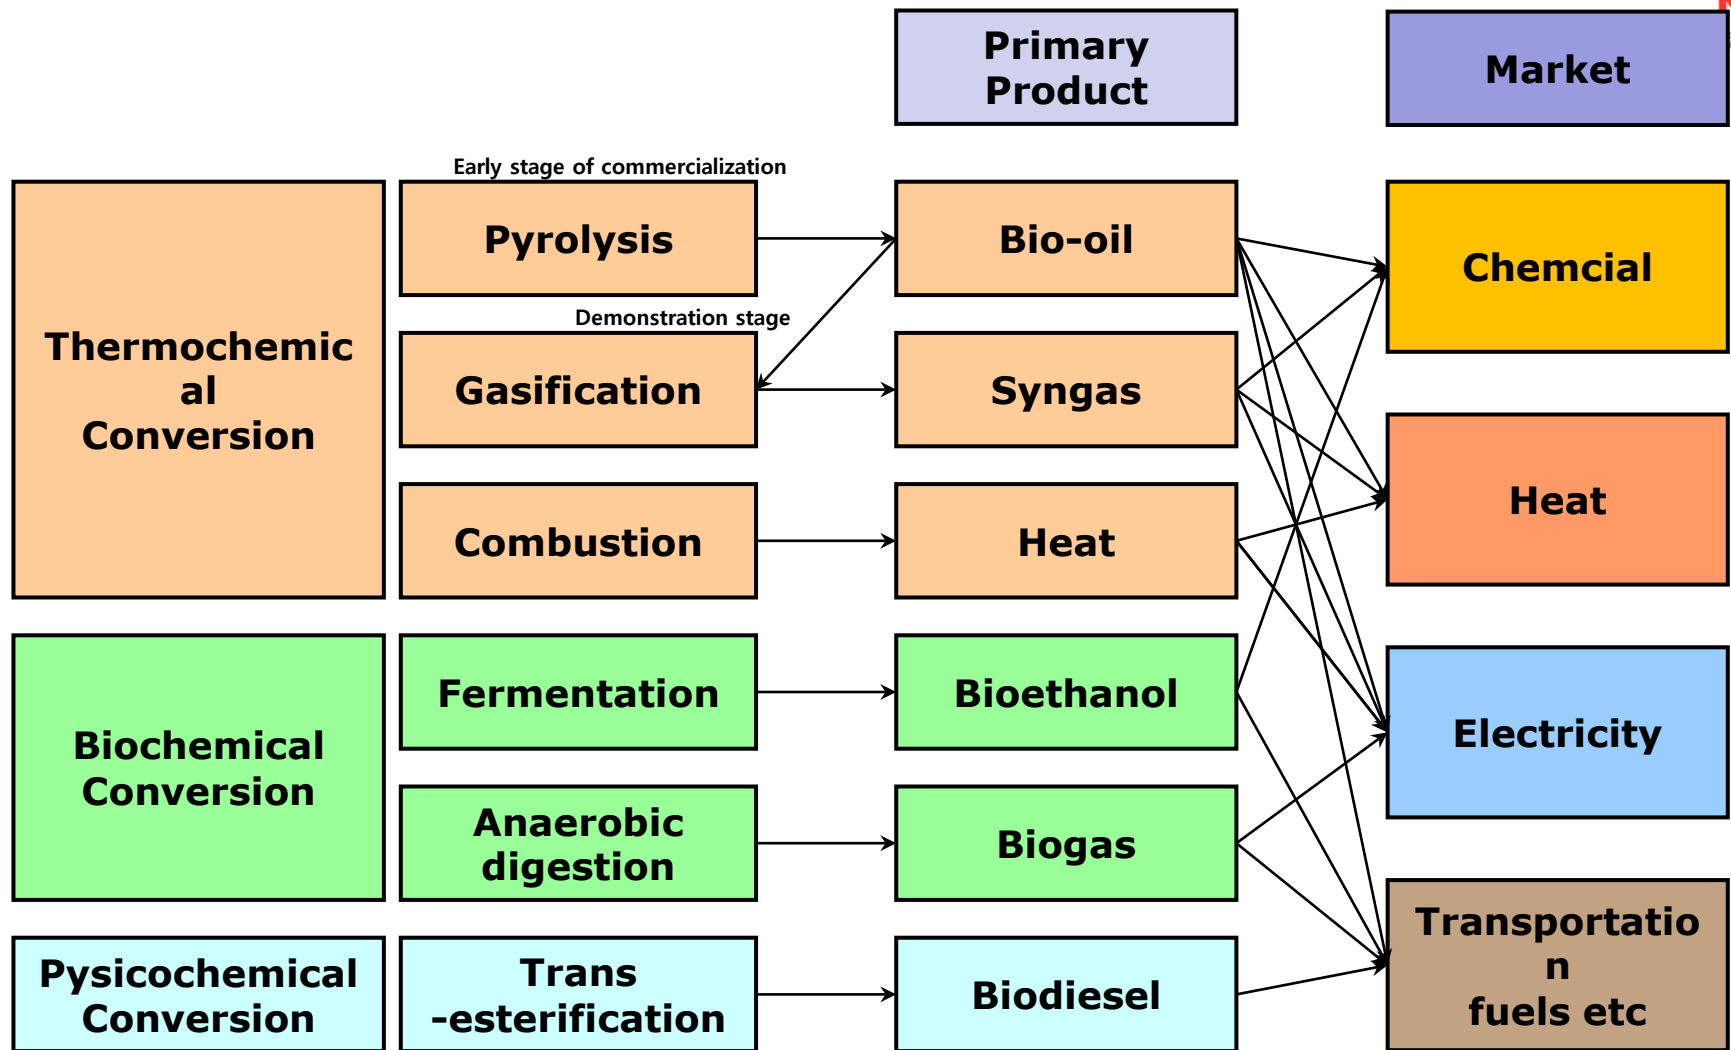 Primary
Product
Market
Early stage of commercialization
Pyrolysis
Bio-oil
Chemcial
Thermochemic
al
Conversion
Demonstration stage
Gasification
Syngas
Heat
Combustion
Heat
Biochemical
Conversion
Fermentation
Bioethanol
Electricity
Anaerobic
digestion
Biogas
Transportatio
n
fuels etc
Pysicochemical
Conversion
Trans
-esterification
Biodiesel